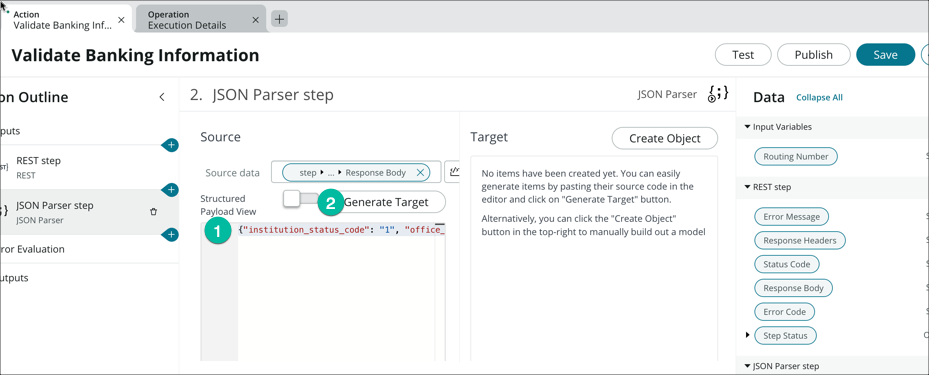 Action
Validate Banking Inf...
Operation
Execution Details
Validate Banking Information
Test
Publish
Save
on Outline
2. JSON Parser step
JSON Parser
Data
Collapse All
puts
REST step
REST
JSON Parser step
JSON Parser
rror Evaluation
utputs
Source
Source data
step ... Response Body
Structured
Payload View
2
Generate Target
1
{"institution_status_code": "1", "office_
Target
Create Object
No items have been created yet. You can easily
generate items by pasting their source code in the
editor and click on "Generate Target" button.
Alternatively, you can click the "Create Object"
button in the top-right to manually build out a model
Input Variables
Routing Number
REST step
Error Message
Response Headers
Status Code
Response Body
Error Code
Step Status
JSON Parser step